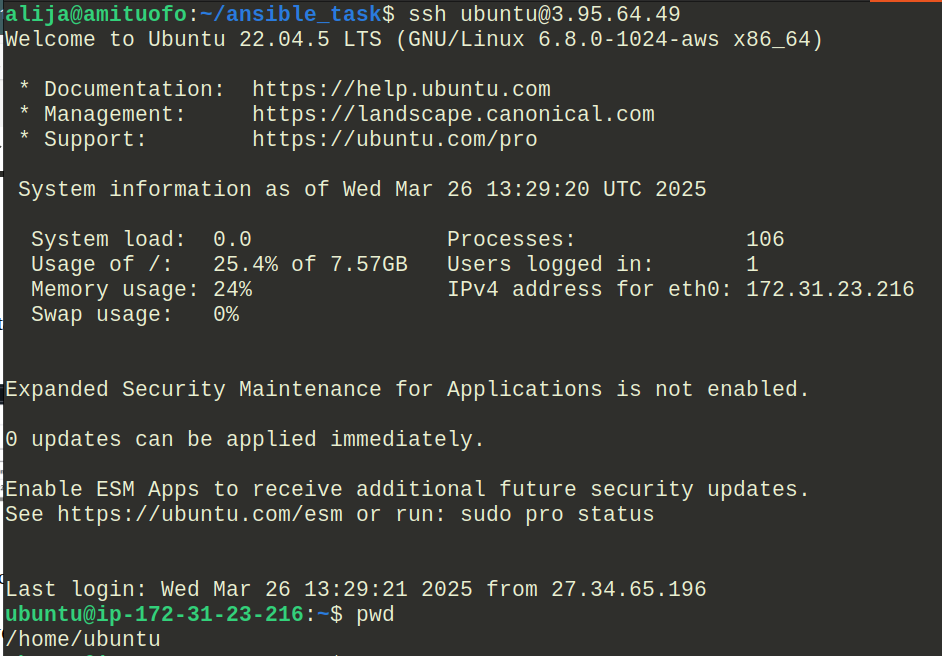 alija@amituofo:~/ansible_task$ ssh ubuntu@3.95.64.49
Welcome to Ubuntu 22.04.5 LTS (GNU/Linux 6.8.0-1024-aws x86_64)
* Documentation:  https://help.ubuntu.com
* Management:     https://landscape.canonical.com
* Support:        https://ubuntu.com/pro
System information as of Wed Mar 26 13:29:20 UTC 2025
System load:  0.0               Processes:             106
Usage of /:   25.4% of 7.57GB   Users logged in:       1
Memory usage: 24%               IPv4 address for eth0: 172.31.23.216
Swap usage:   0%
Expanded Security Maintenance for Applications is not enabled.
0 updates can be applied immediately.
Enable ESM Apps to receive additional future security updates.
See https://ubuntu.com/esm or run: sudo pro status
Last login: Wed Mar 26 13:29:21 2025 from 27.34.65.196
ubuntu@ip-172-31-23-216:~$ pwd
/home/ubuntu